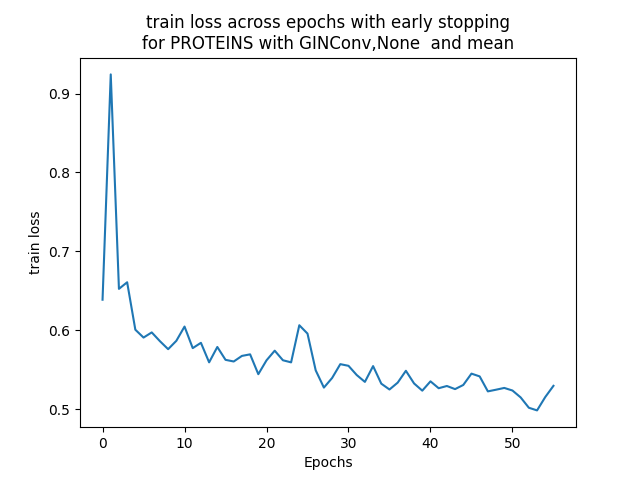 train loss across epochs with early stopping
for PROTEINS with GINConv,None  and mean
0.9
0.8
0.7
0.6
0.5
train loss
0 10 20 30 40 50
Epochs